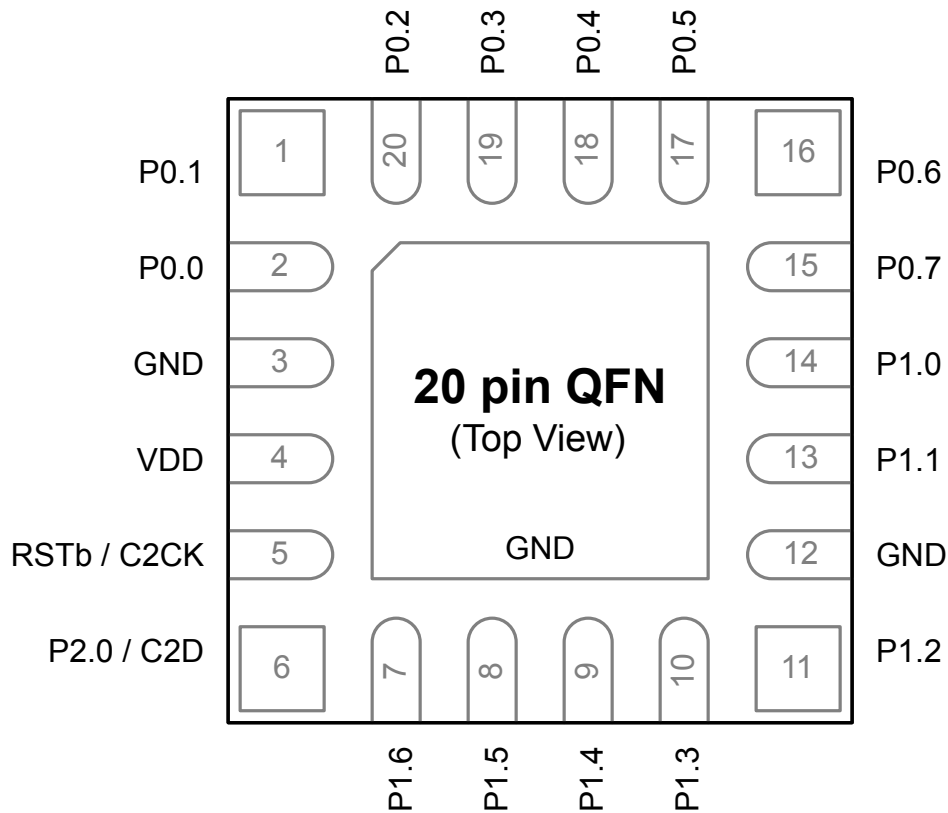 P0.2
P0.3
P0.4
P0.5
1
20
19
18
17
16
P0.1
P0.6
P0.0
2
15
P0.7
GND
3
14
P1.0
20 pin QFN
(Top View)
VDD
4
13
P1.1
RSTb / C2CK
5
GND
12
GND
P2.0 / C2D
6
7
8
9
10
11
P1.2
P1.6
P1.5
P1.4
P1.3